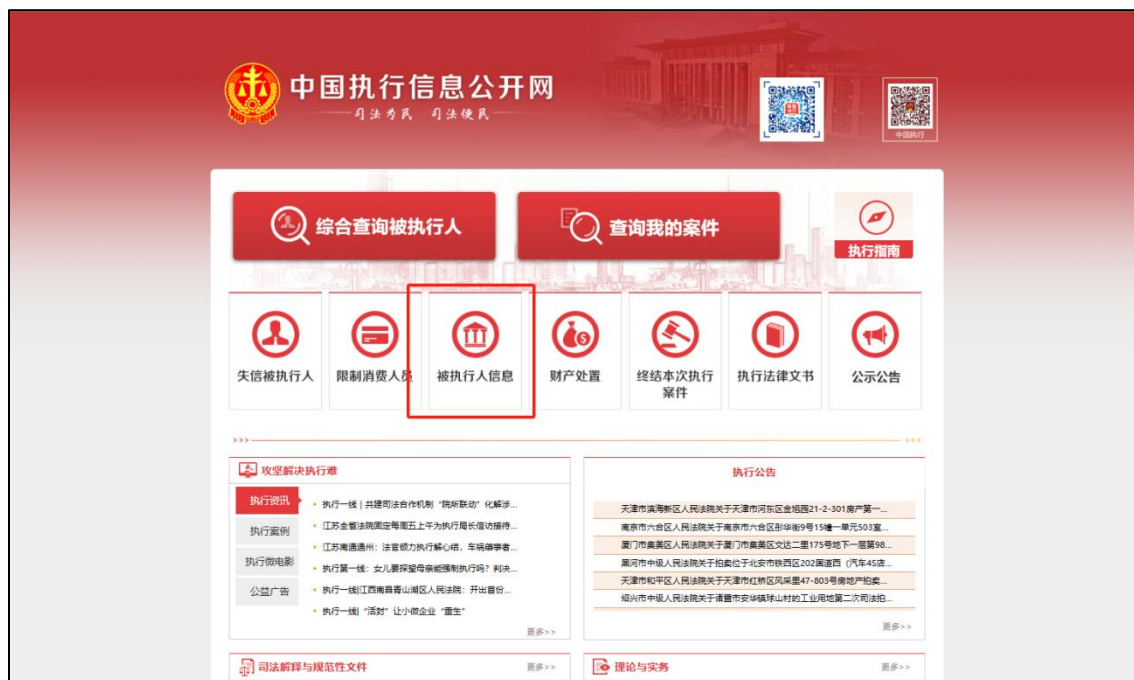 中国执行信息公开网
司法为民 司法便民
中国执行
综合查询被执行人
查询我的案件
执行指南
失信被执行人
限制消费人员
被执行人信息
财产处置
终结本次执行
案件
执行法律文书
公示公告
攻坚解决执行难
执行公告
执行资讯
执行案例
执行微电影
公益广告
执行一线 | 共建司法合作机制 “院所联动” 化解涉...
江苏全省法院固定每周五上午为执行局长信访接待...
江苏南通通州：法官倾力执行解心结，车祸肇事者...
执行第一线：女儿要探望母亲能强制执行吗？判决...
执行一线|江西南昌青山湖区人民法院：开出首份...
执行一线| “活封” 让小微企业 “重生”
更多>>
天津市滨海新区人民法院关于天津市河东区金旭园21-2-301房产第一...
南京市六合区人民法院关于南京市六合区彤华街9号15幢一单元503室...
厦门市集美区人民法院关于厦门市集美区文达二里175号地下一层第98...
黑河市中级人民法院关于拍卖位于北安市铁西区202国道西（汽车4S店...
天津市和平区人民法院关于天津市红桥区风采里47-803号房地产拍卖...
绍兴市中级人民法院关于诸暨市安华镇球山村的工业用地第二次司法拍...
更多>>
司法解释与规范性文件
更多>>
理论与实务
更多>>